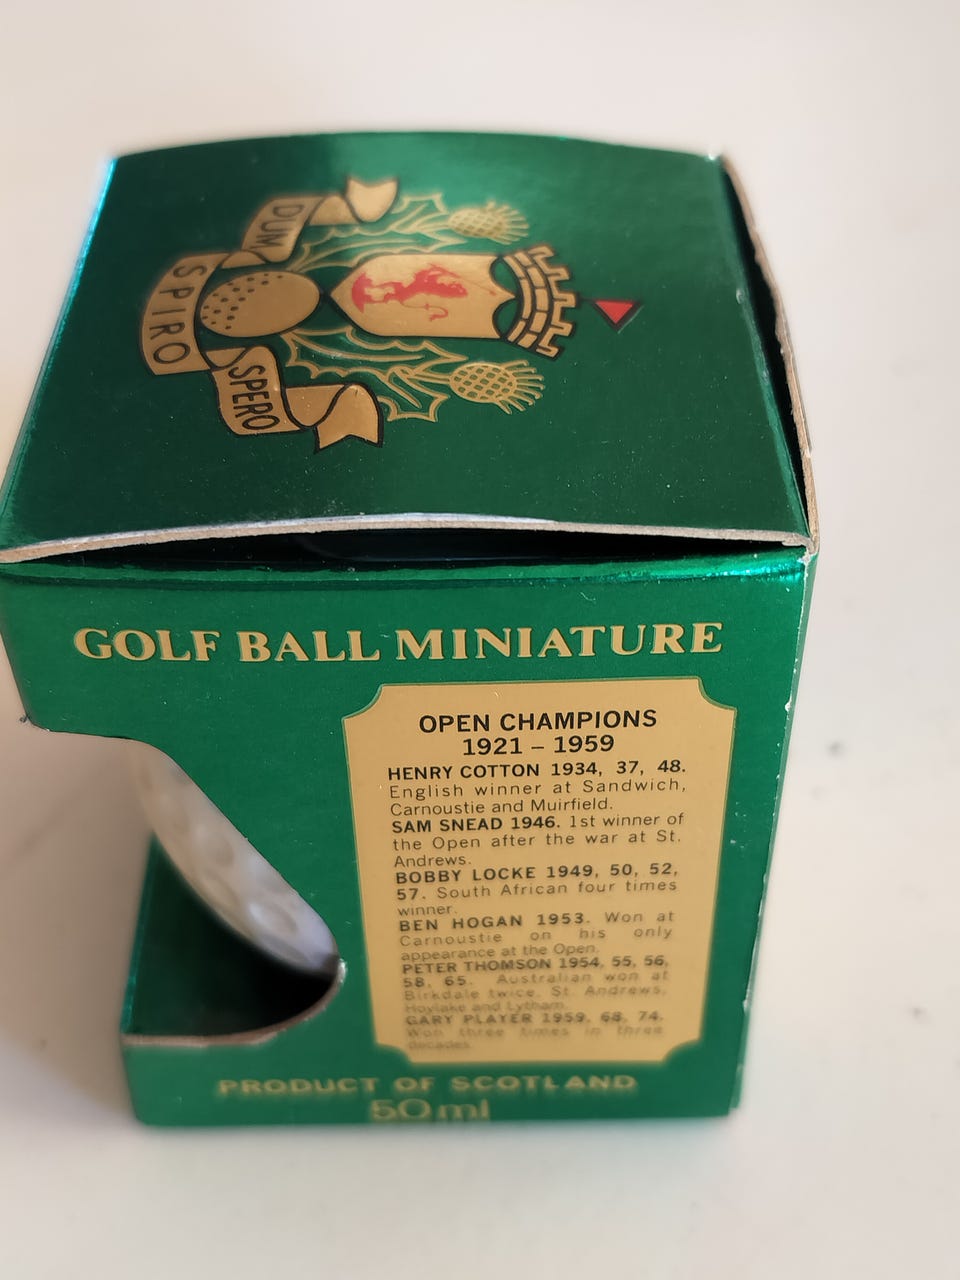 DUM
SPIRO
SPERO
GOLF BALL MINIATURE
OPEN CHAMPIONS
1921 – 1959
HENRY COTTON 1934, 37, 48.
English winner at Sandwich,
Carnoustie and Muirfield.
SAM SNEAD 1946. 1st winner of
the Open after the war at St.
Andrews.
BOBBY LOCKE 1949, 50, 52,
57. South African four times
winner.
BEN HOGAN 1953. Won at
Carnoustie on his only
appearance at the Open.
PETER THOMSON 1954, 55, 56,
58, 65. Australian won at
Birkdale twice, St. Andrews,
Hoylake and Lytham.
GARY PLAYER 1959, 68, 74.
Won three times in three
decades.
PRODUCT OF SCOTLAND
50ml